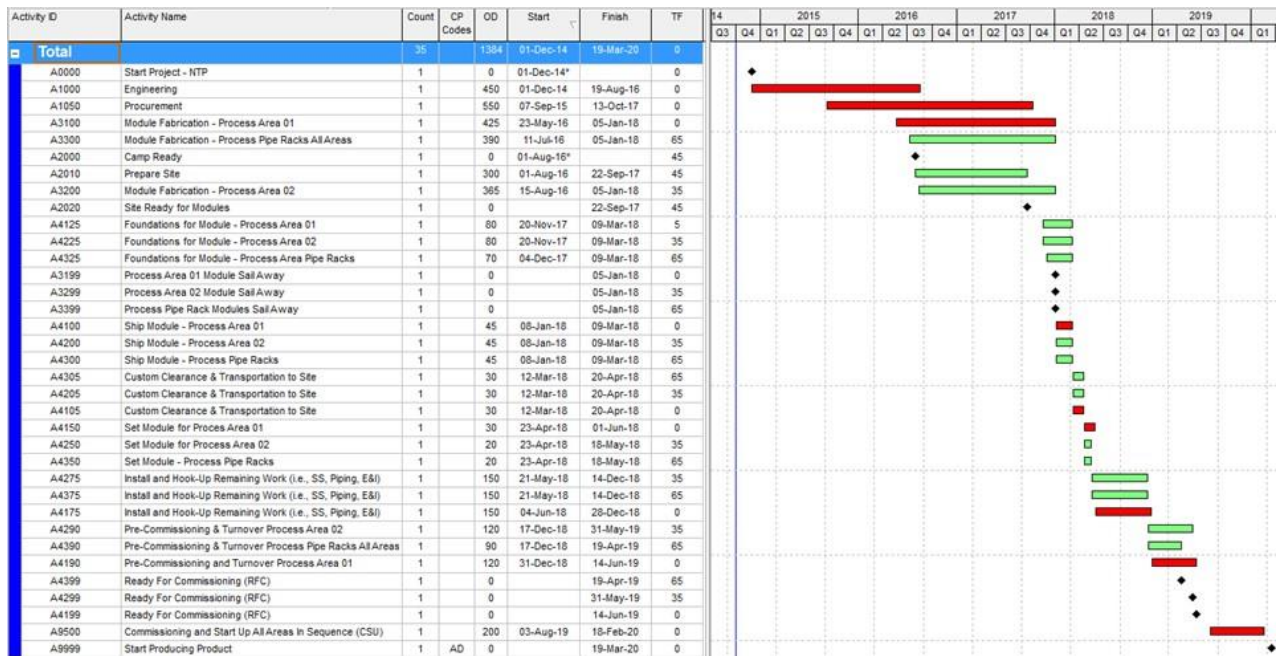 Activity ID Activity Name Count CP Codes OD Start Finish TF 14 2015 2016 2017 2018 2019
Q3 Q4 Q1 Q2 Q3 Q4 Q1 Q2 Q3 Q4 Q1 Q2 Q3 Q4 Q1 Q2 Q3 Q4 Q1 Q2 Q3 Q4 Q1
Total 35 1384 01-Dec-14 19-Mar-20 0
A0000 Start Project - NTP 1 0 01-Dec-14* 0
A1000 Engineering 1 450 01-Dec-14 19-Aug-16 0
A1050 Procurement 1 550 07-Sep-15 13-Oct-17 0
A3100 Module Fabrication - Process Area 01 1 425 23-May-16 05-Jan-18 0
A3300 Module Fabrication - Process Pipe Racks All Areas 1 390 11-Jul-16 05-Jan-18 65
A2000 Camp Ready 1 0 01-Aug-16* 45
A2010 Prepare Site 1 300 01-Aug-16 22-Sep-17 45
A3200 Module Fabrication - Process Area 02 1 365 15-Aug-16 05-Jan-18 35
A2020 Site Ready for Modules 1 0 22-Sep-17 45
A4125 Foundations for Module - Process Area 01 1 80 20-Nov-17 09-Mar-18 5
A4225 Foundations for Module - Process Area 02 1 80 20-Nov-17 09-Mar-18 35
A4325 Foundations for Module - Process Area Pipe Racks 1 70 04-Dec-17 09-Mar-18 65
A3199 Process Area 01 Module Sail Away 1 0 05-Jan-18 0
A3299 Process Area 02 Module Sail Away 1 0 05-Jan-18 35
A3399 Process Pipe Rack Modules Sail Away 1 0 05-Jan-18 65
A4100 Ship Module - Process Area 01 1 45 08-Jan-18 09-Mar-18 0
A4200 Ship Module - Process Area 02 1 45 08-Jan-18 09-Mar-18 35
A4300 Ship Module - Process Pipe Racks 1 45 08-Jan-18 09-Mar-18 65
A4305 Custom Clearance & Transportation to Site 1 30 12-Mar-18 20-Apr-18 65
A4205 Custom Clearance & Transportation to Site 1 30 12-Mar-18 20-Apr-18 35
A4105 Custom Clearance & Transportation to Site 1 30 12-Mar-18 20-Apr-18 0
A4150 Set Module for Proces Area 01 1 30 23-Apr-18 01-Jun-18 0
A4250 Set Module for Process Area 02 1 20 23-Apr-18 18-May-18 35
A4350 Set Module - Process Pipe Racks 1 20 23-Apr-18 18-May-18 65
A4275 Install and Hook-Up Remaining Work (i.e., SS, Piping, E&I) 1 150 21-May-18 14-Dec-18 35
A4375 Install and Hook-Up Remaining Work (i.e., SS, Piping, E&I) 1 150 21-May-18 14-Dec-18 65
A4175 Install and Hook-Up Remaining Work (i.e., SS, Piping, E&I) 1 150 04-Jun-18 28-Dec-18 0
A4290 Pre-Commissioning & Turnover Process Area 02 1 120 17-Dec-18 31-May-19 35
A4390 Pre-Commissioning & Turnover Process Pipe Racks All Areas 1 90 17-Dec-18 19-Apr-19 65
A4190 Pre-Commissioning and Turnover Process Area 01 1 120 31-Dec-18 14-Jun-19 0
A4399 Ready For Commissioning (RFC) 1 0 19-Apr-19 65
A4299 Ready For Commissioning (RFC) 1 0 31-May-19 35
A4199 Ready For Commissioning (RFC) 1 0 14-Jun-19 0
A9500 Commissioning and Start Up All Areas In Sequence (CSU) 1 200 03-Aug-19 18-Feb-20 0
A9999 Start Producing Product 1 AD 0 19-Mar-20 0